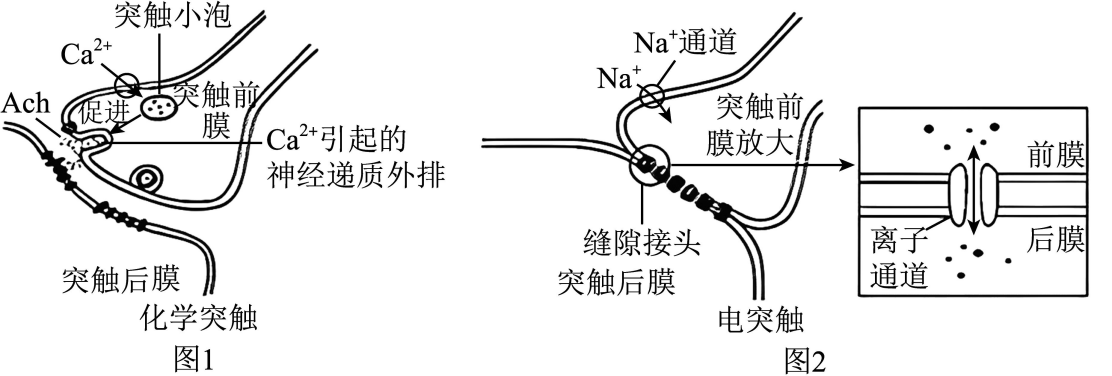 突触小泡
Ca²⁺
Ach
促进
突触前
膜
Ca²⁺引起的
神经递质外排
突触后膜
化学突触
图1
Na⁺通道
Na⁺
突触前
膜放大
缝隙接头
突触后膜
电突触
图2
前膜
后膜
离子
通道